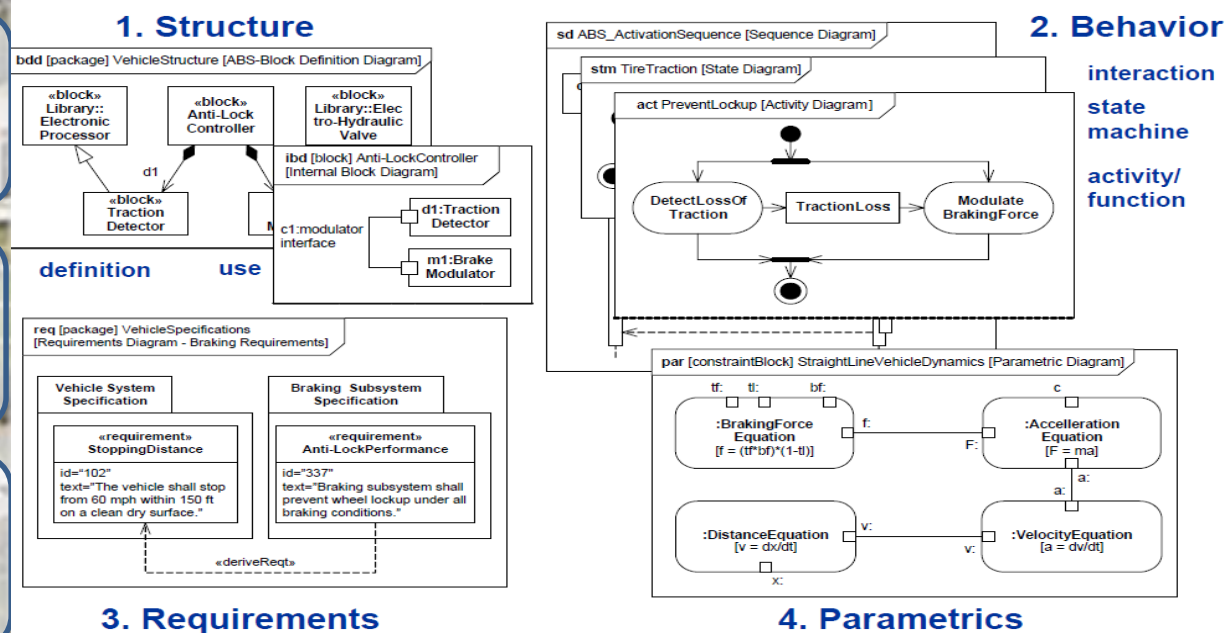 1. Structure
bdd [package] VehicleStructure [ABS-Block Definition Diagram]
«block»
Library::
Electronic
Processor
«block»
Anti-Lock
Controller
«block»
Library::Elec
tro-Hydraulic
Valve
d1
«block»
Traction
Detector
ibd [block] Anti-LockController
[Internal Block Diagram]
d1:Traction
Detector
c1:modulator
interface
m1:Brake
Modulator
definition
use
2. Behavior
interaction
state
machine
activity/
function
sd ABS_ActivationSequence [Sequence Diagram]
stm TireTraction [State Diagram]
act PreventLockup [Activity Diagram]
DetectLossOf
Traction
TractionLoss
Modulate
BrakingForce
req [package] VehicleSpecifications
[Requirements Diagram - Braking Requirements]
Vehicle System
Specification
«requirement»
StoppingDistance
id="102"
text="The vehicle shall stop
from 60 mph within 150 ft
on a clean dry surface."
Braking Subsystem
Specification
«requirement»
Anti-LockPerformance
id="337"
text="Braking subsystem shall
prevent wheel lockup under all
braking conditions."
«deriveReqt»
3. Requirements
par [constraintBlock] StraightLineVehicleDynamics [Parametric Diagram]
tf:
tl:
bf:
c
:BrakingForce
Equation
[f = (tf*bf)*(1-tl)]
f:
F:
:Accelleration
Equation
[F = ma]
a:
a:
:DistanceEquation
[v = dx/dt]
v:
v:
:VelocityEquation
[a = dv/dt]
x:
4. Parametrics